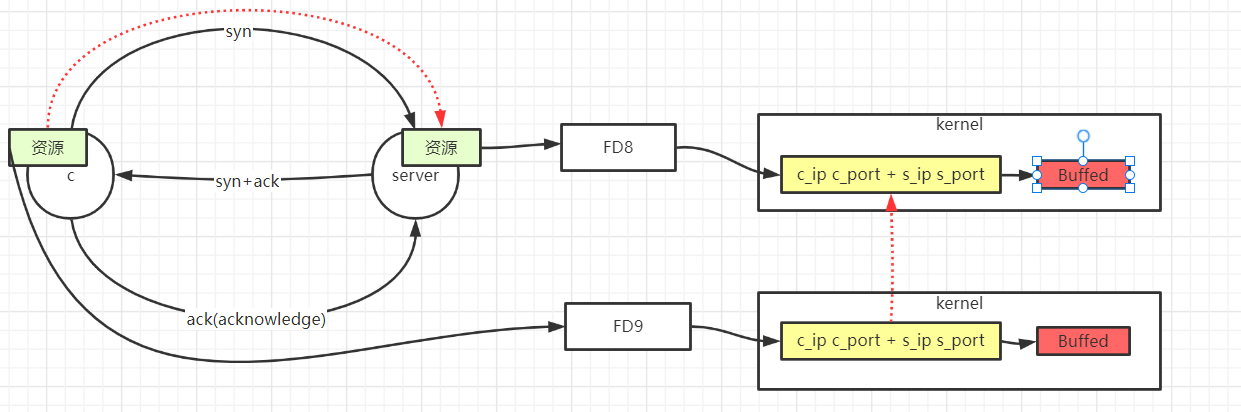 syn
资源
c
资源
server
syn+ack
ack(acknowledge)
FD8
kernel
c_ip c_port + s_ip s_port
Buffed
FD9
kernel
c_ip c_port + s_ip s_port
Buffed